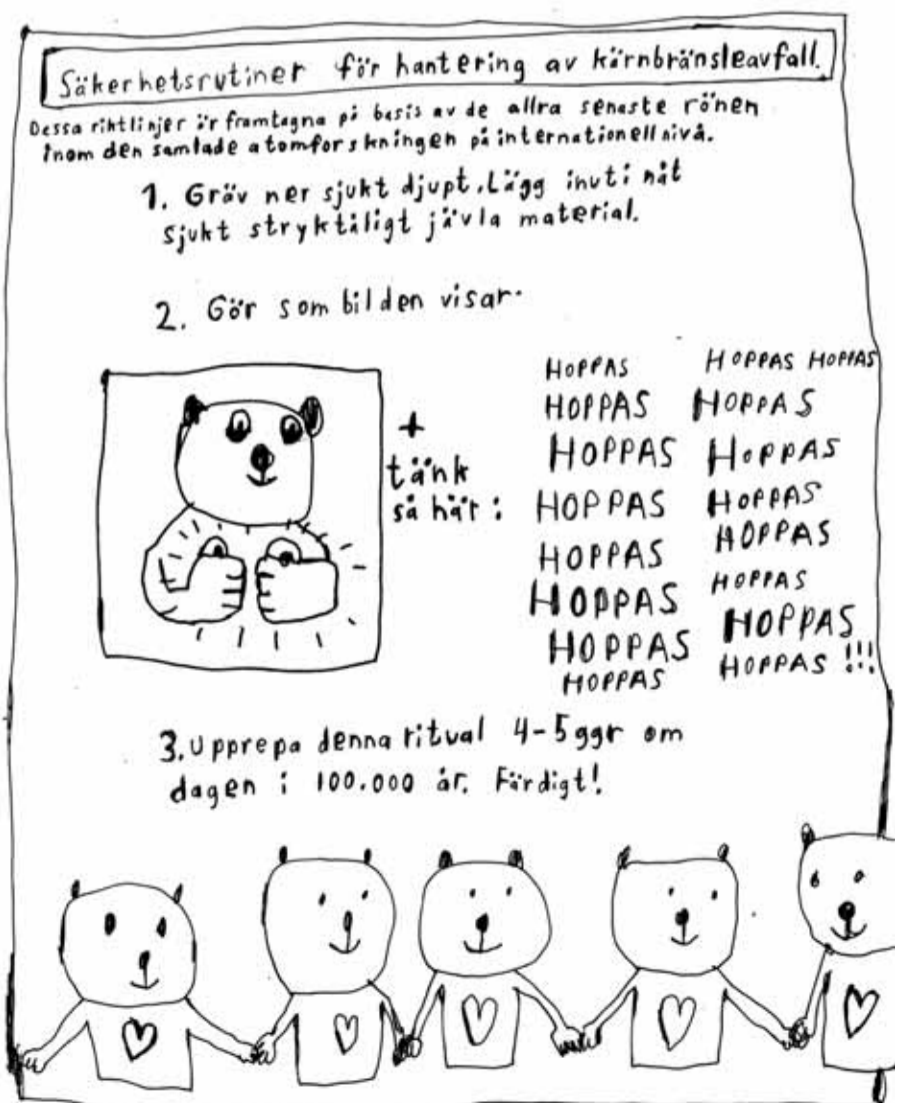 Säkerhetsrutiner för hantering av kärnbränsleavfall.
Dessa riktlinjer är framtagna på basis av de allra senaste rönen
inom den samlade atomforskningen på internationell nivå.
1. Gräv ner sjukt djupt. Lägg inuti nåt
sjukt stryktåligt jävla material.
2. Gör som bilden visar.
+
tänk
så här:
HOPPAS HOPPAS HOPPAS
HOPPAS HOPPAS
HOPPAS HOPPAS
HOPPAS HOPPAS
HOPPAS HOPPAS
HOPPAS HOPPAS
HOPPAS HOPPAS
HOPPAS HOPPAS !!!
3. Upprepa denna ritual 4-5 ggr om
dagen i 100.000 år. Färdigt!